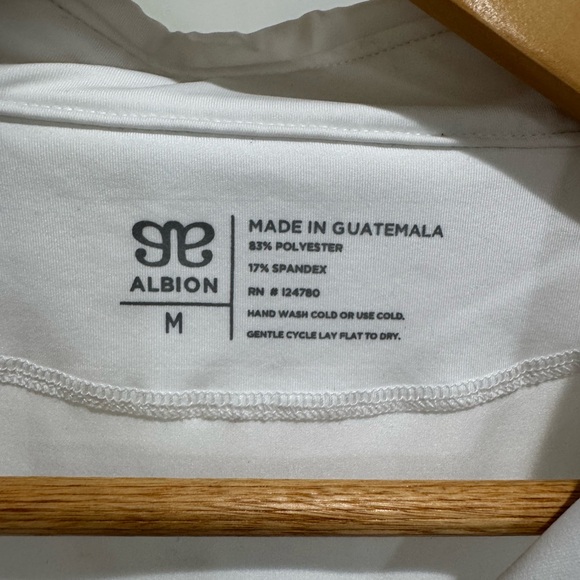 ALBION
M
MADE IN GUATEMALA
83% POLYESTER
17% SPANDEX
RN # 124780
HAND WASH COLD OR USE COLD.
GENTLE CYCLE LAY FLAT TO DRY.